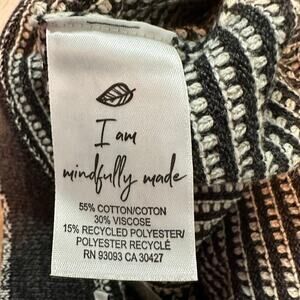 I am
mindfully made
55% COTTON/COTON
30% VISCOSE
15% RECYCLED POLYESTER/
POLYESTER RECYCLÉ
RN 93093 CA 30427